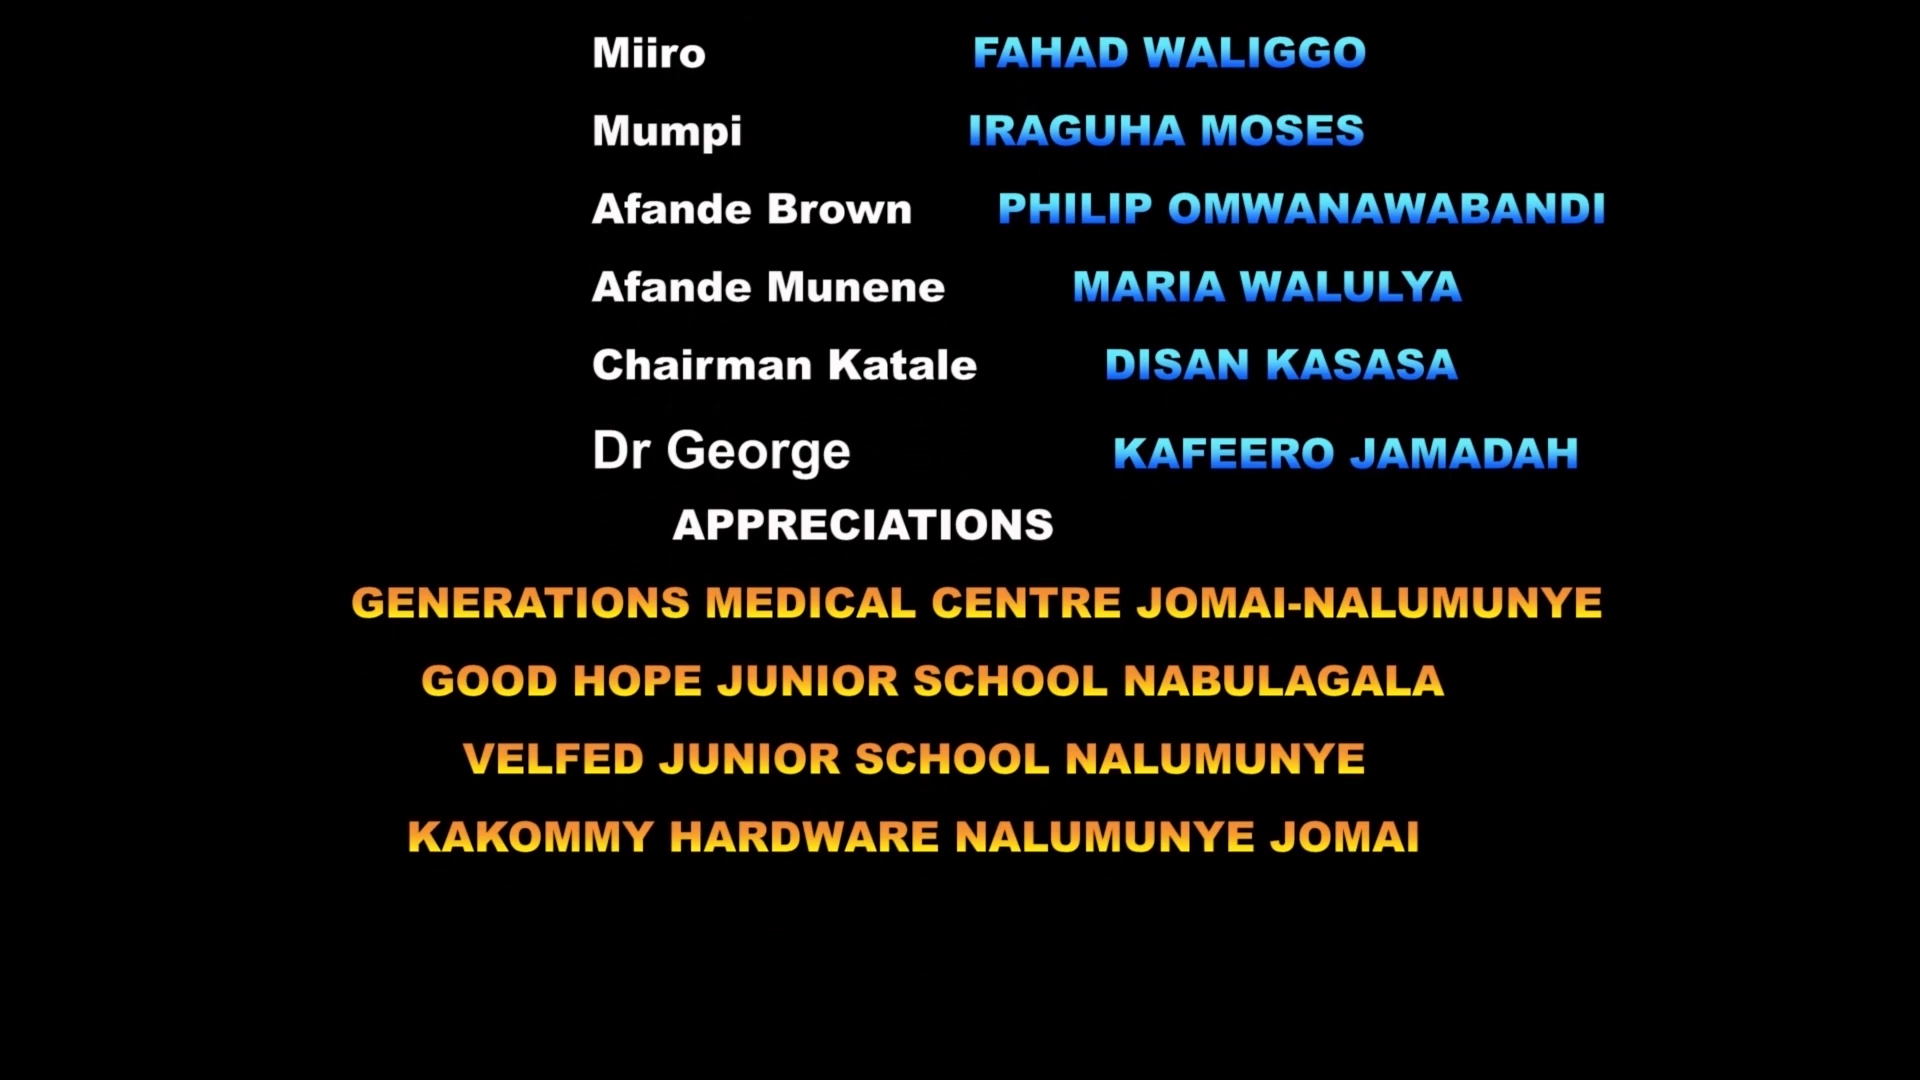 Miiro FAHAD WALIGGO
Mumpi IRAGUHA MOSES
Afande Brown PHILIP OMWANAWABANDI
Afande Munene MARIA WALULYA
Chairman Katale DISAN KASASA
Dr George KAFEERO JAMADAH
APPRECIATIONS
GENERATIONS MEDICAL CENTRE JOMAI-NALUMUNYE
GOOD HOPE JUNIOR SCHOOL NABULAGALA
VELFED JUNIOR SCHOOL NALUMUNYE
KAKOMMY HARDWARE NALUMUNYE JOMAI